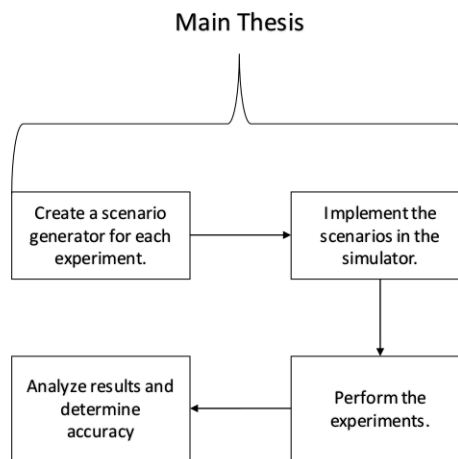 Main Thesis
Create a scenario
generator for each
experiment.
Implement the
scenarios in the
simulator.
Analyze results and
determine
accuracy
Perform the
experiments.